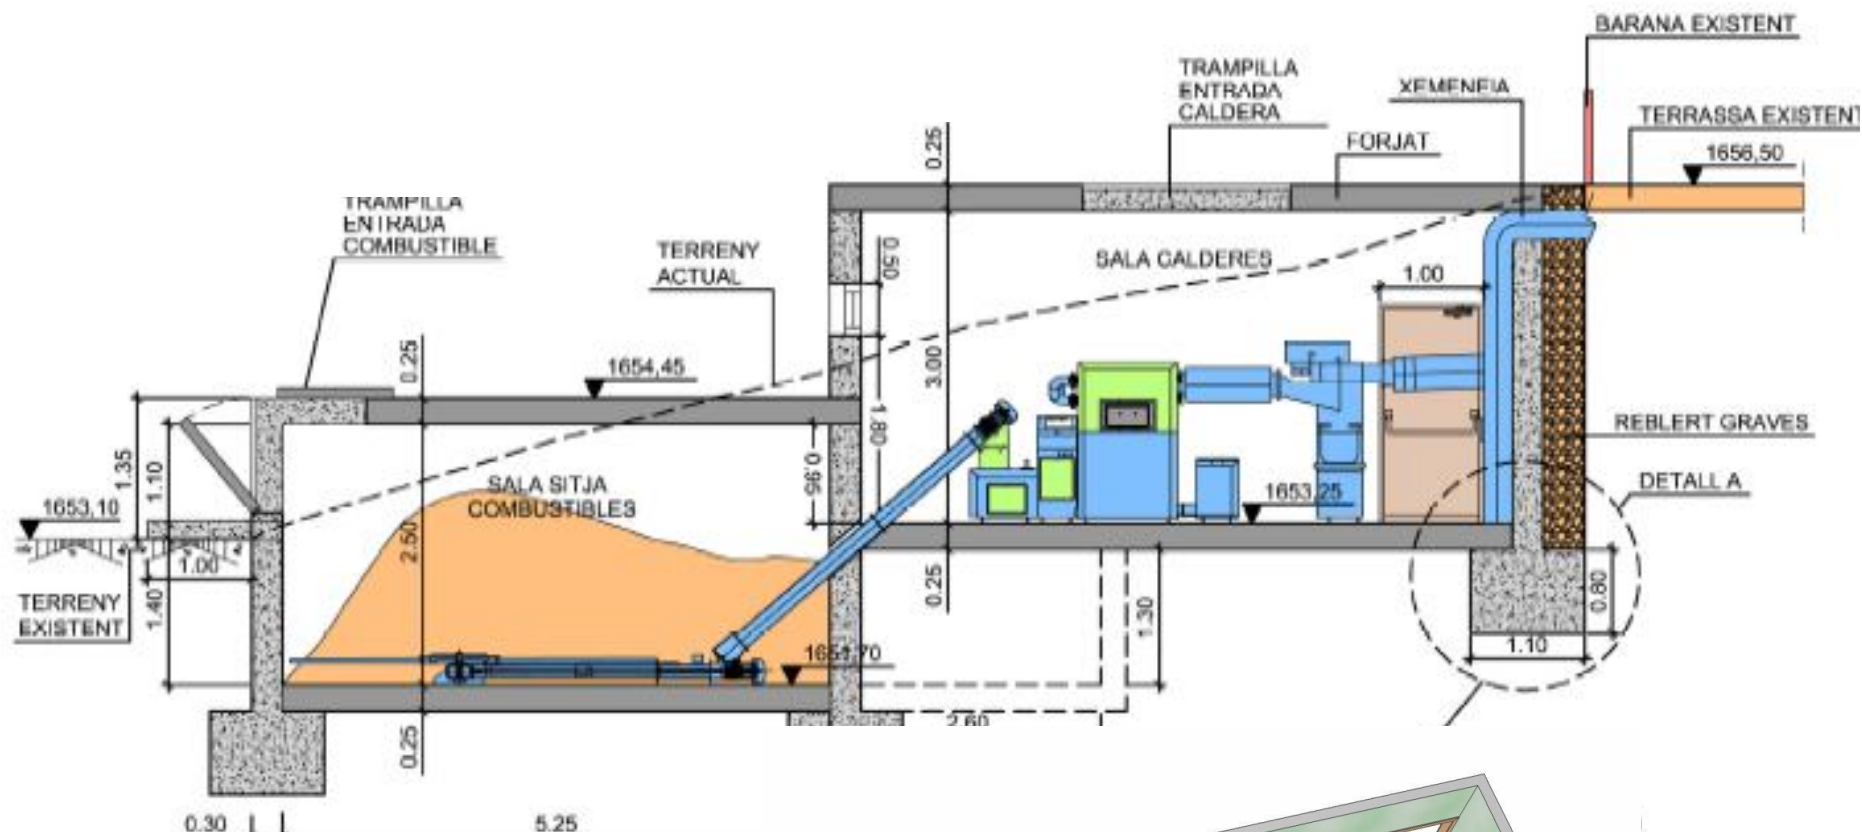 BARANA EXISTENT
TRAMPILLA
ENTRADA
CALDERA
XEMENEIA
TERRASSA EXISTENT
FORJAT
1656,50
0.25
TRAMPILLA
ENTRADA
COMBUSTIBLE
TERRENY
ACTUAL
0.50
SALA CALDERES
1.00
0.25
1654,45
3.00
1.80
REBLERT GRAVES
1.35
1.10
0.95
SALA SITJA
COMBUSTIBLES
DETALL A
1653,10
1653,25
2.50
1.00
1.40
TERRENY
EXISTENT
0.25
1.30
0.80
1.10
1651,70
2.60
0.25
0.30
5.25